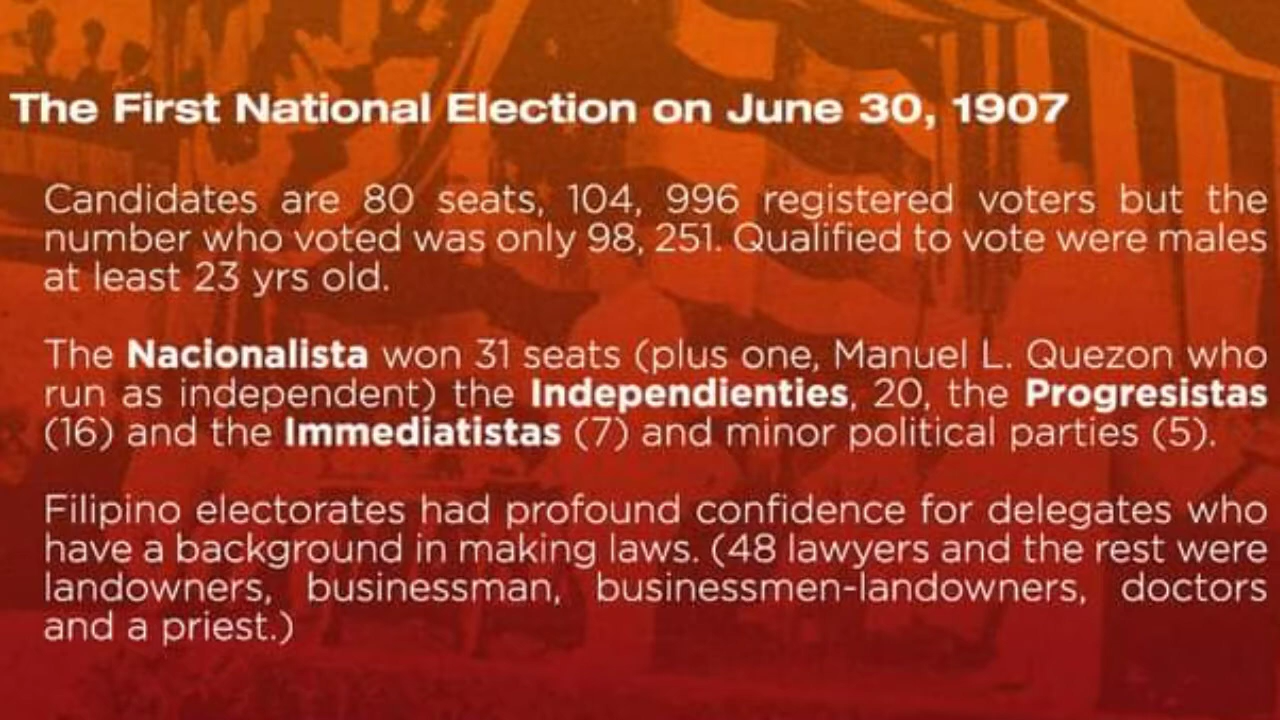 The First National Election on June 30, 1907
Candidates are 80 seats, 104, 996 registered voters but the
number who voted was only 98, 251. Qualified to vote were males
at least 23 yrs old.
The Nacionalista won 31 seats (plus one, Manuel L. Quezon who
run as independent) the Independienties, 20, the Progresistas
(16) and the Immediatistas (7) and minor political parties (5).
Filipino electorates had profound confidence for delegates who
have a background in making laws. (48 lawyers and the rest were
landowners, businessman, businessmen-landowners, doctors
and a priest.)